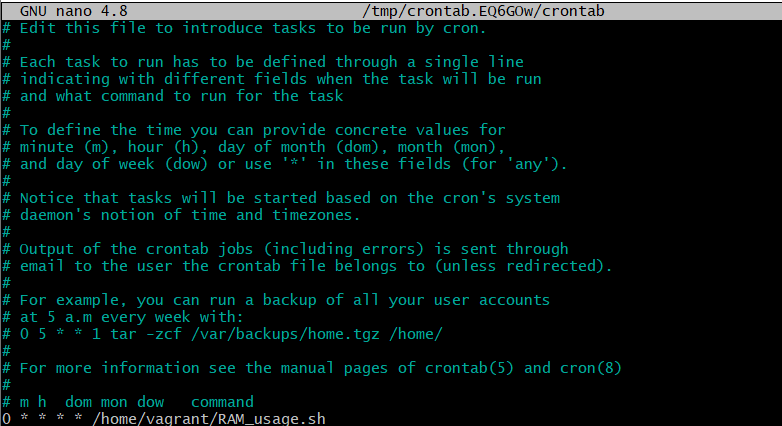 GNU nano 4.8 /tmp/crontab.EQ6GOw/crontab
# Edit this file to introduce tasks to be run by cron.
#
# Each task to run has to be defined through a single line
# indicating with different fields when the task will be run
# and what command to run for the task
#
# To define the time you can provide concrete values for
# minute (m), hour (h), day of month (dom), month (mon),
# and day of week (dow) or use '*' in these fields (for 'any').
#
# Notice that tasks will be started based on the cron's system
# daemon's notion of time and timezones.
#
# Output of the crontab jobs (including errors) is sent through
# email to the user the crontab file belongs to (unless redirected).
#
# For example, you can run a backup of all your user accounts
# at 5 a.m every week with:
# 0 5 * * 1 tar -zcf /var/backups/home.tgz /home/
#
# For more information see the manual pages of crontab(5) and cron(8)
#
# m h  dom mon dow   command
0 * * * * /home/vagrant/RAM_usage.sh